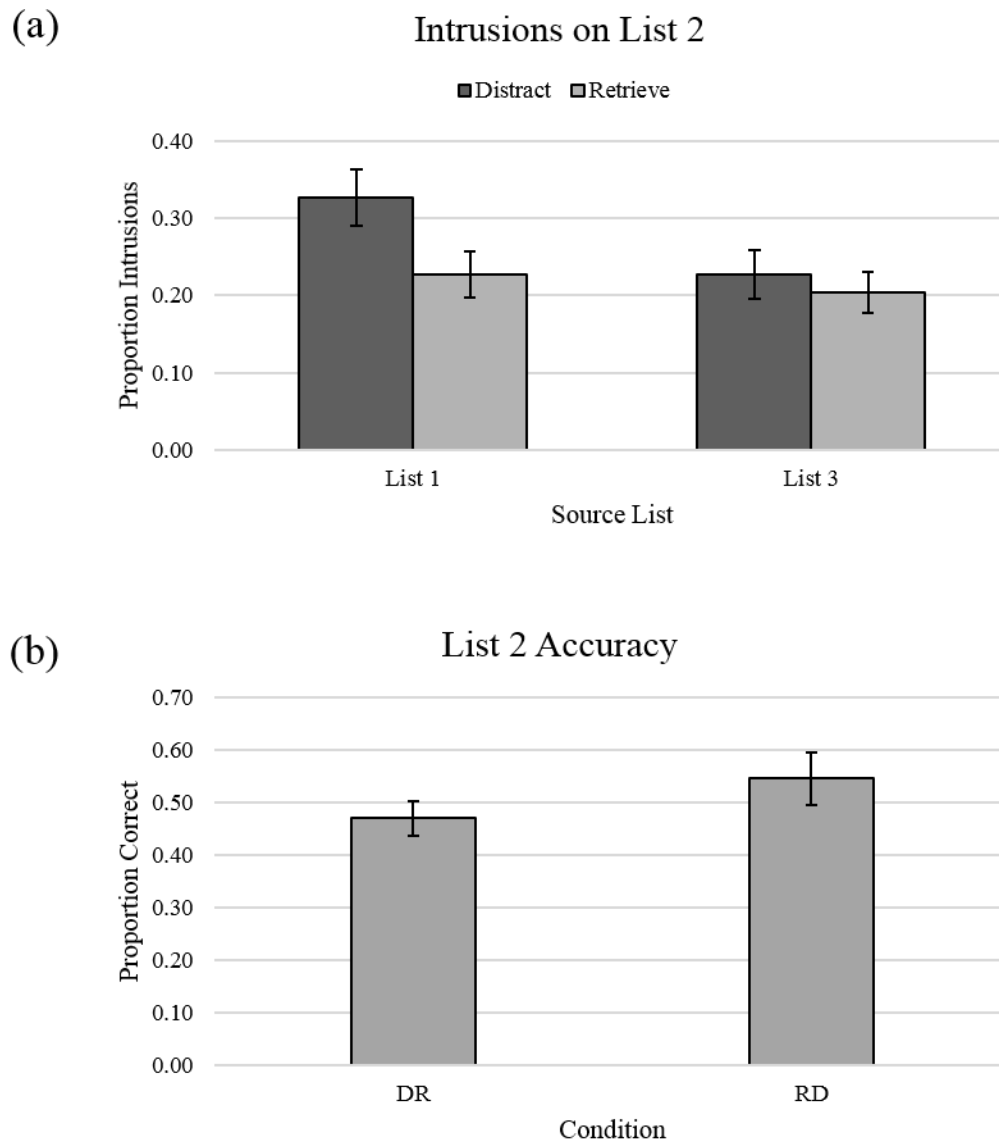 (a)
Intrusions on List 2
Distract Retrieve
Proportion Intrusions
0.40
0.30
0.20
0.10
0.00
List 1 List 3
Source List
(b)
List 2 Accuracy
Proportion Correct
0.70
0.60
0.50
0.40
0.30
0.20
0.10
0.00
DR RD
Condition